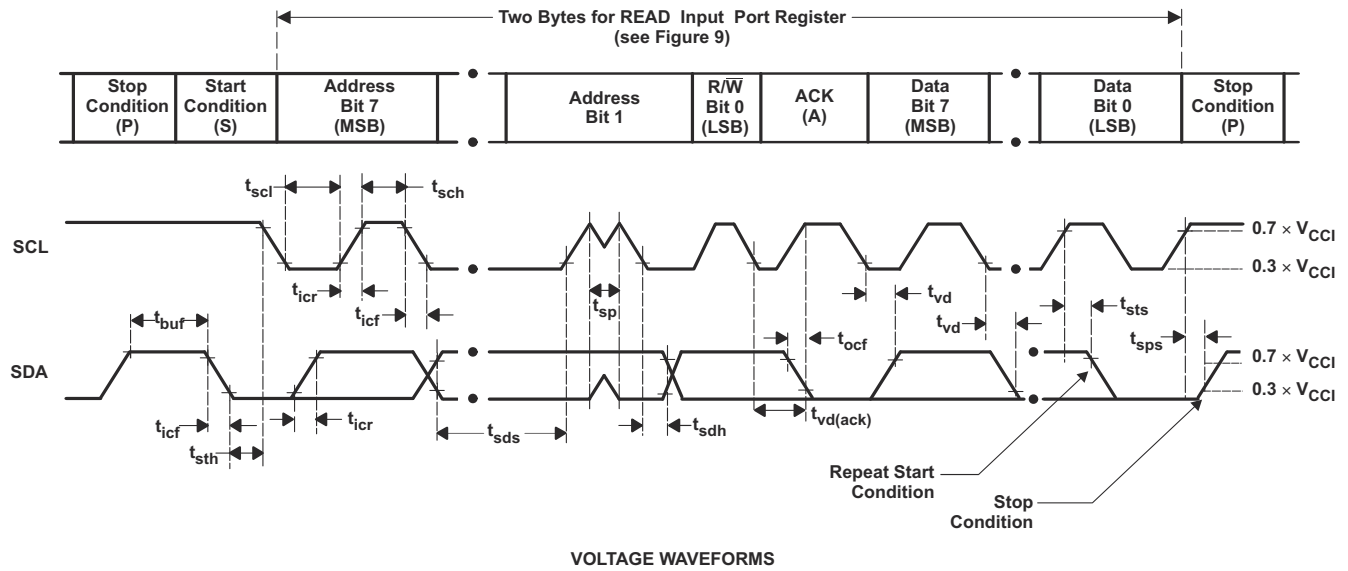 Two Bytes for READ Input Port Register
(see Figure 9)
Stop
Condition
(P)
Start
Condition
(S)
Address
Bit 7
(MSB)
Address
Bit 1
R/W̅
Bit 0
(LSB)
ACK
(A)
Data
Bit 7
(MSB)
Data
Bit 0
(LSB)
Stop
Condition
(P)
tscl
tsch
0.7 × VCCI
SCL
0.3 × VCCI
ticr
ticf
tsp
tvd
tvd
tsts
tbuf
tocf
tsps
0.7 × VCCI
SDA
0.3 × VCCI
ticf
ticr
tsth
tsds
tsdh
tvd(ack)
Repeat Start
Condition
Stop
Condition
VOLTAGE WAVEFORMS